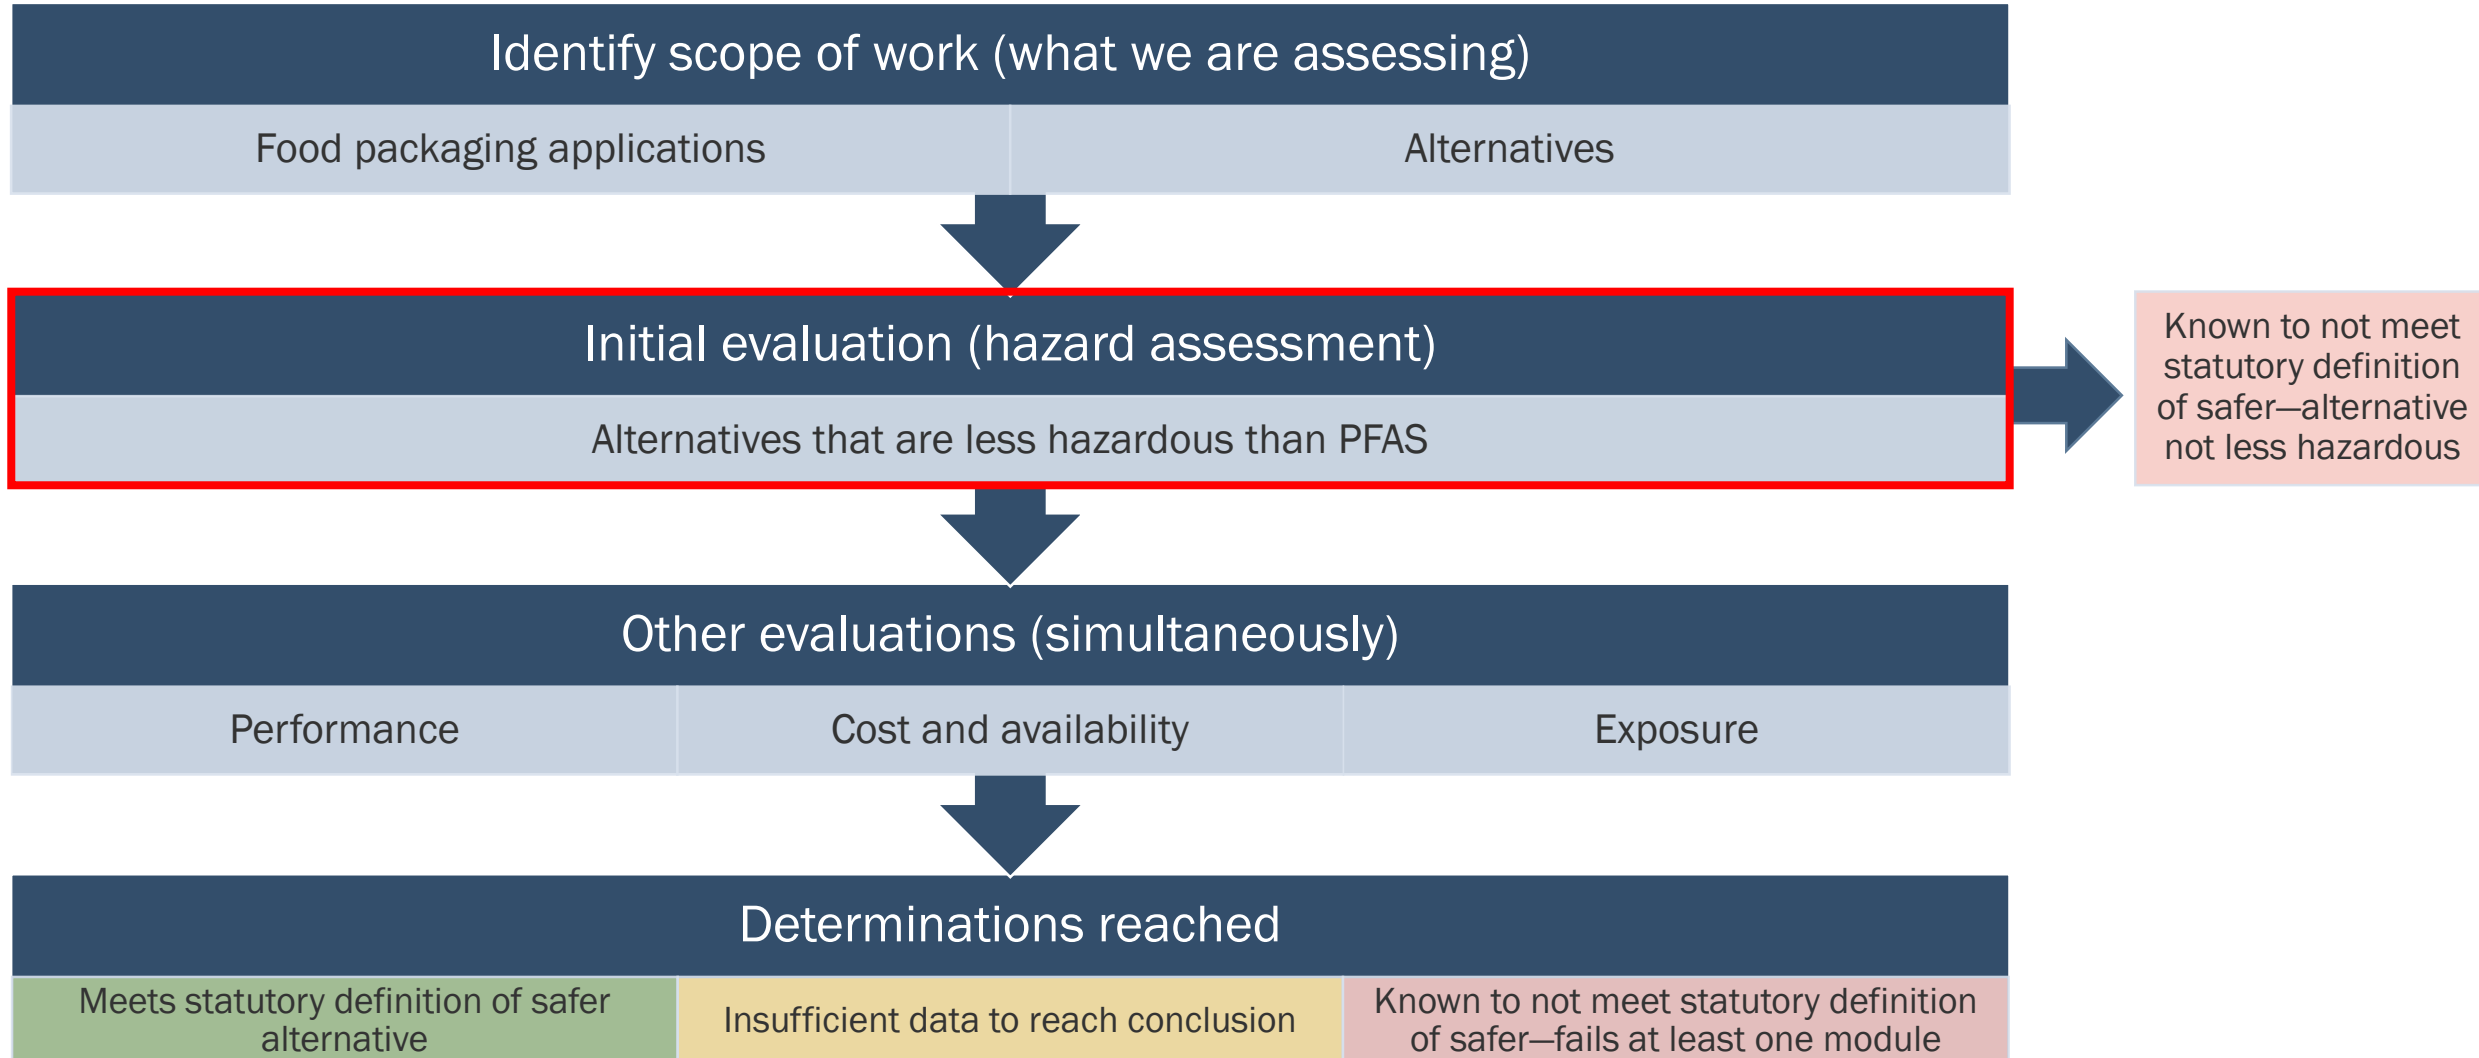 Identify scope of work (what we are assessing)
Food packaging applications
Alternatives
Initial evaluation (hazard assessment)
Alternatives that are less hazardous than PFAS
Known to not meet
statutory definition
of safer—alternative
not less hazardous
Other evaluations (simultaneously)
Performance
Cost and availability
Exposure
Determinations reached
Meets statutory definition of safer
alternative
Insufficient data to reach conclusion
Known to not meet statutory definition
of safer—fails at least one module